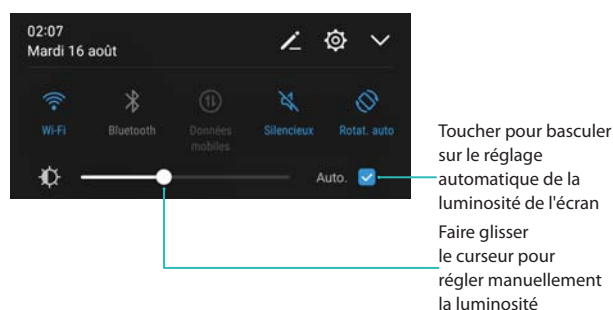 02:07
Mardi 16 août
Wi-Fi
Bluetooth
Données
mobiles
Silencieux
Rotat. auto
Auto.
Toucher pour basculer
sur le réglage
automatique de la
luminosité de l'écran
Faire glisser
le curseur pour
régler manuellement
la luminosité